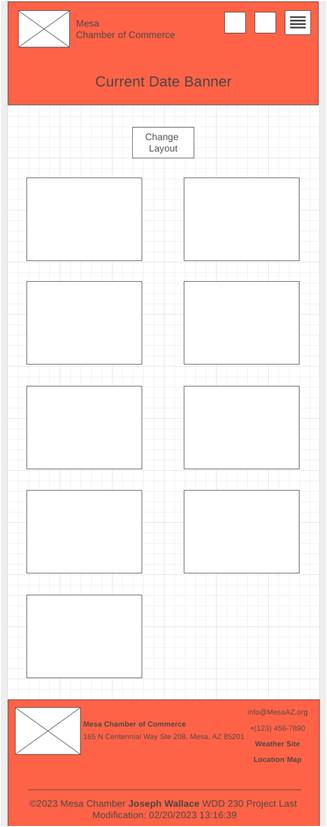 Mesa
Chamber of Commerce
Current Date Banner
Change
Layout
Mesa Chamber of Commerce
165 N Centennial Way Ste 208, Mesa, AZ 85201
info@MesaAZ.org
+(123) 456-7890
Weather Site
Location Map
©2023 Mesa Chamber Joseph Wallace WDD 230 Project Last
Modification: 02/20/2023 13:16:39